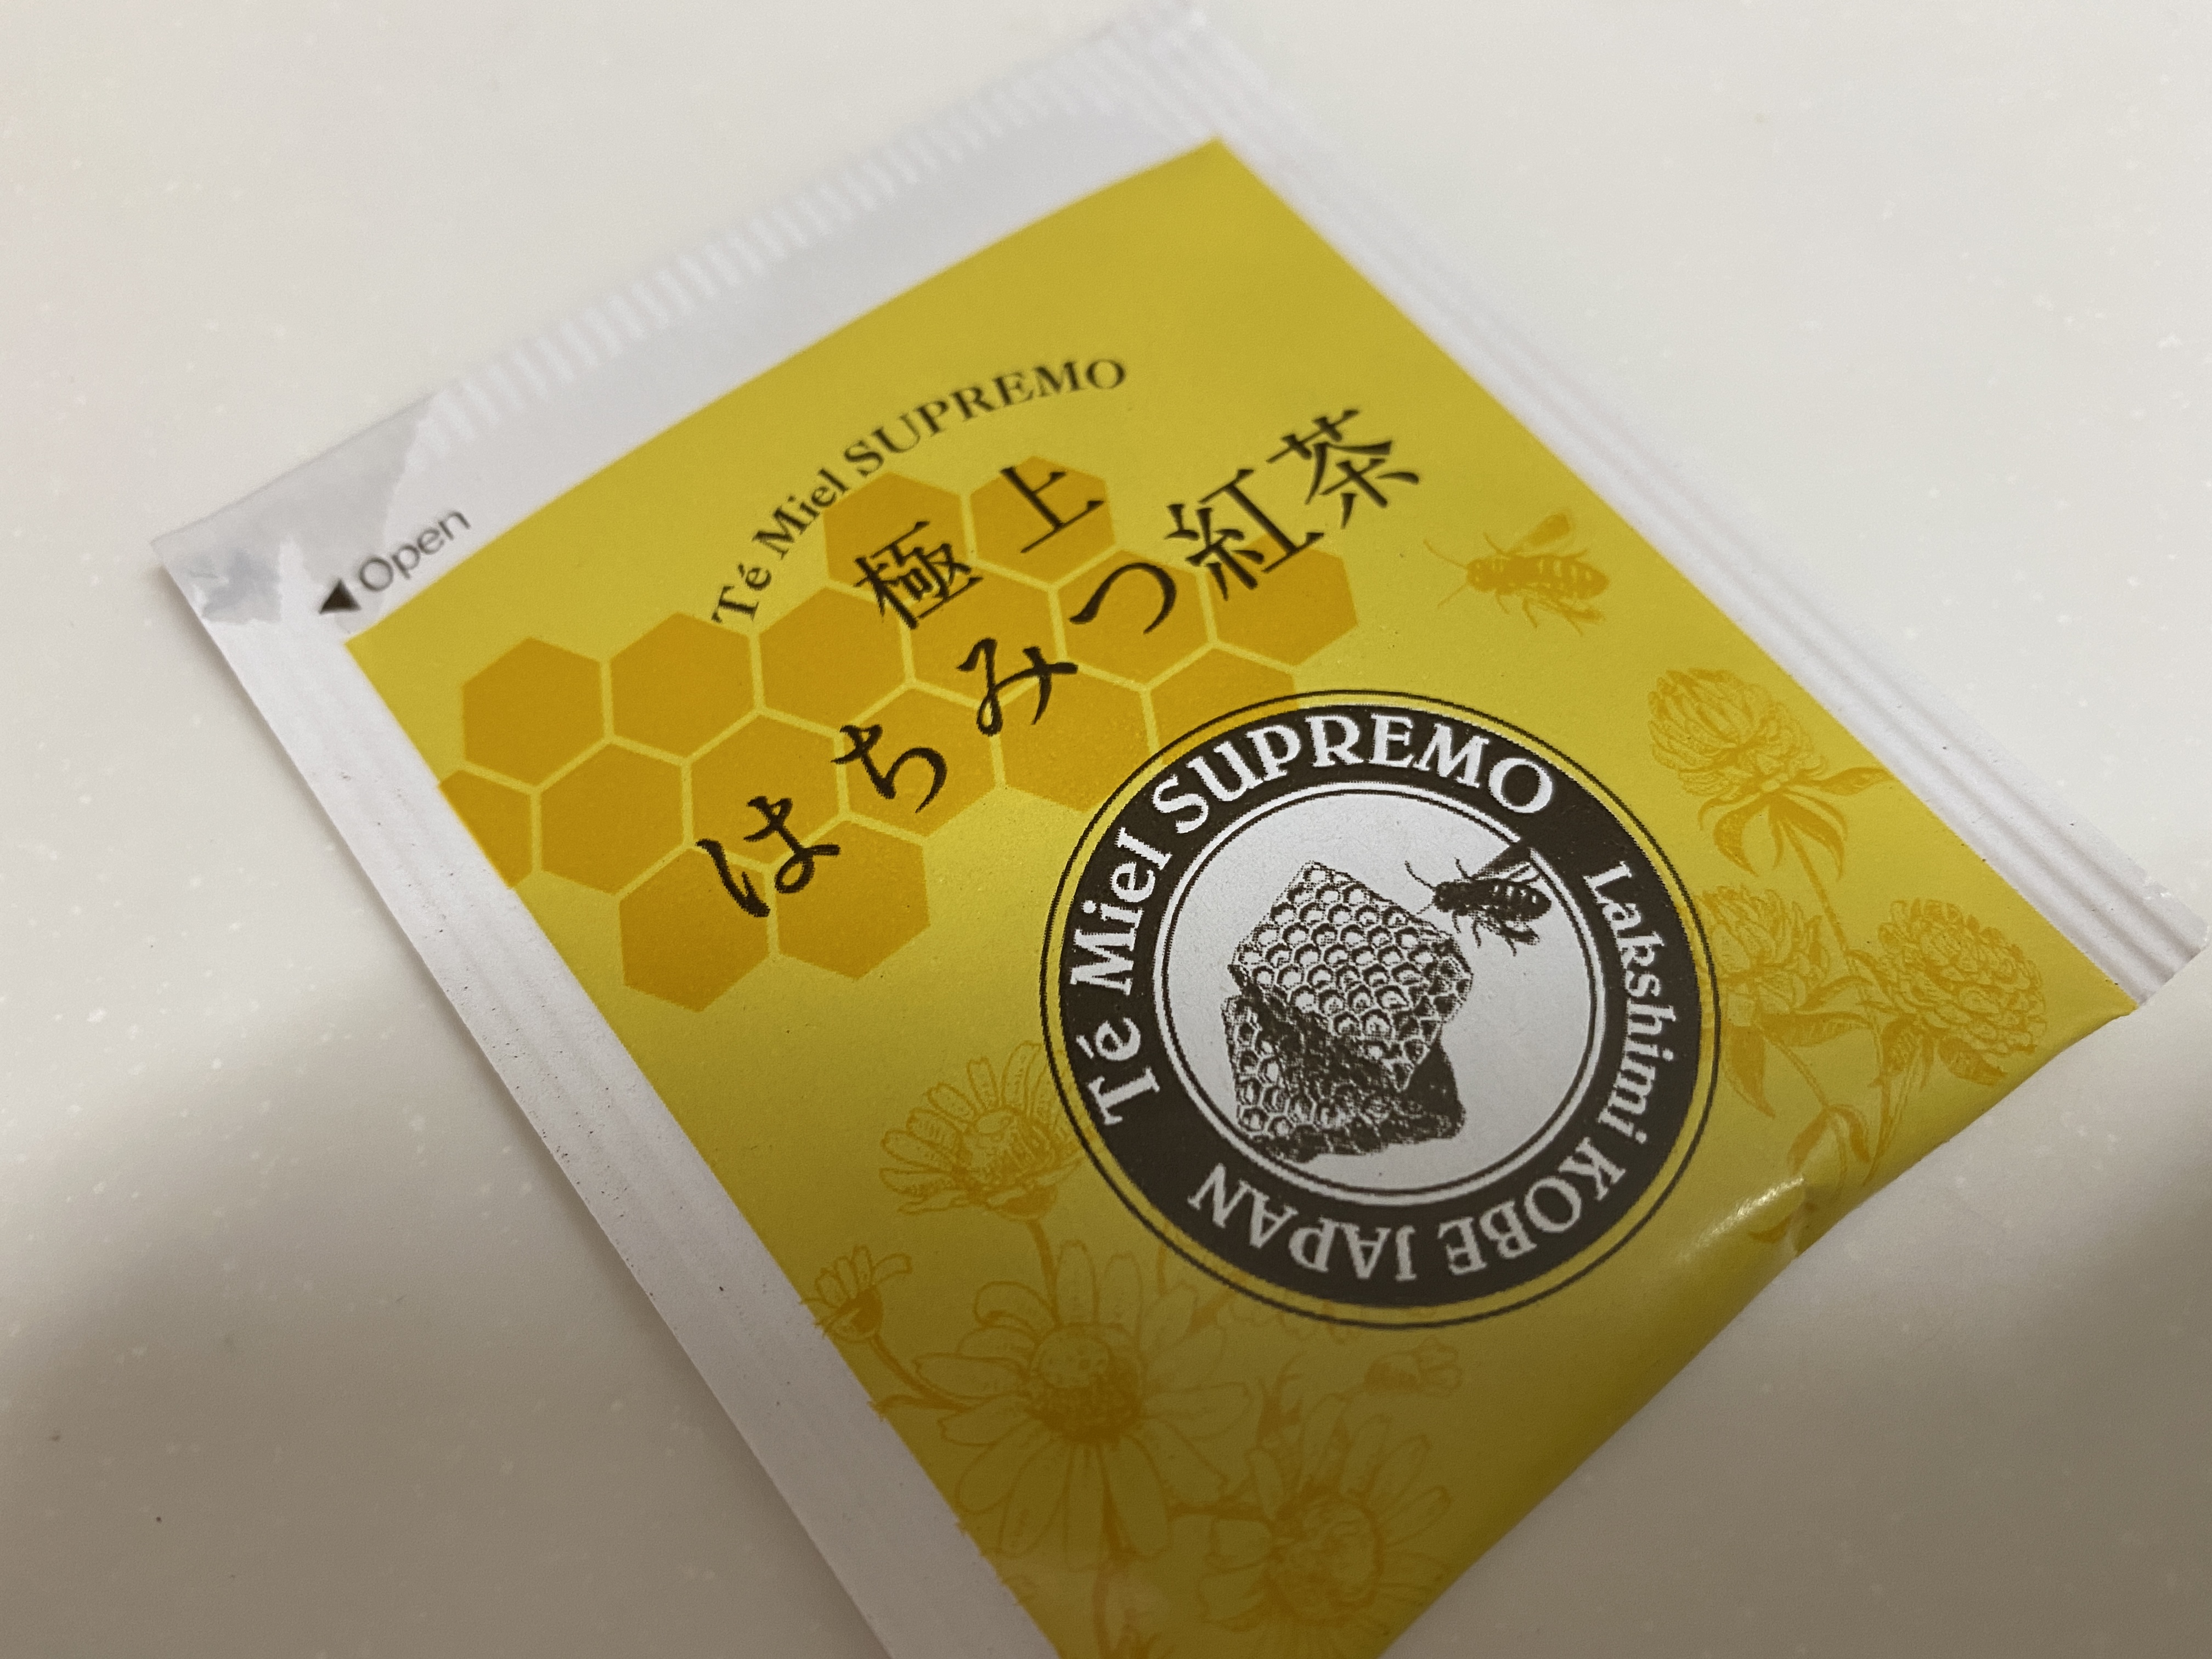 ◀Open
Té Miel SUPREMO
極上
はちみつ紅茶
Té Miel SUPREMO
Lakshimi KOBE JAPAN